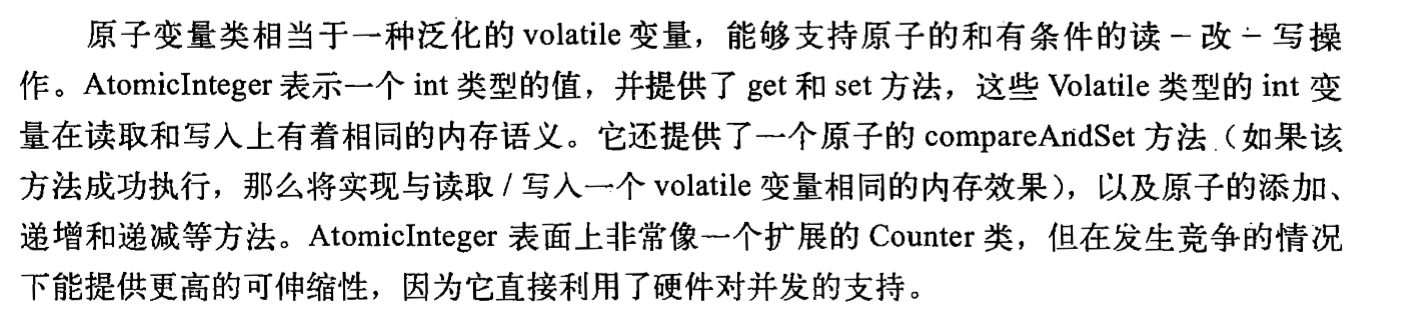 原子变量类相当于一种泛化的 volatile 变量，能够支持原子的和有条件的读－改－写操
作。AtomicInteger 表示一个 int 类型的值，并提供了 get 和 set 方法，这些 Volatile 类型的 int 变
量在读取和写入上有着相同的内存语义。它还提供了一个原子的 compareAndSet 方法（如果该
方法成功执行，那么将实现与读取 / 写入一个 volatile 变量相同的内存效果），以及原子的添加、
递增和递减等方法。AtomicInteger 表面上非常像一个扩展的 Counter 类，但在发生竞争的情况
下能提供更高的可伸缩性，因为它直接利用了硬件对并发的支持。